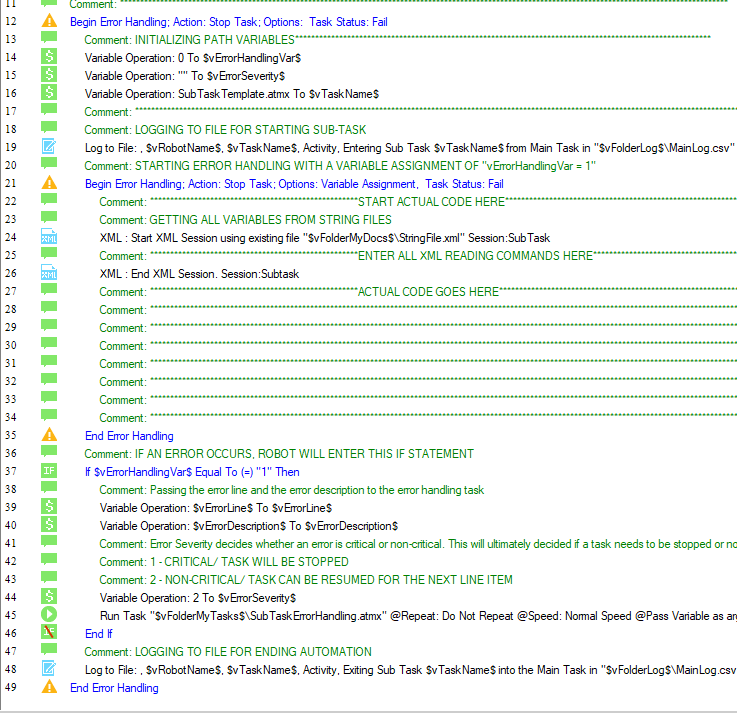 11 Comment: ********************************************************************************************************************************
12 Begin Error Handling; Action: Stop Task; Options:  Task Status: Fail
13 Comment: INITIALIZING PATH VARIABLES********************************************************************************************************
14 $ Variable Operation: 0 To $vErrorHandlingVar$
15 $ Variable Operation: "" To $vErrorSeverity$
16 $ Variable Operation: SubTaskTemplate.atmx To $vTaskName$
17 Comment: ********************************************************************************************************************************
18 Comment: LOGGING TO FILE FOR STARTING SUB-TASK
19 Log to File: , $vRobotName$, $vTaskName$, Activity, Entering Sub Task $vTaskName$ from Main Task in "$vFolderLog$\MainLog.csv"
20 Comment: STARTING ERROR HANDLING WITH A VARIABLE ASSIGNMENT OF "vErrorHandlingVar = 1"
21 Begin Error Handling; Action: Stop Task; Options: Variable Assignment,  Task Status: Fail
22 Comment: ****************************************************START ACTUAL CODE HERE**********************************************************
23 Comment: GETTING ALL VARIABLES FROM STRING FILES
24 XML XML : Start XML Session using existing file "$vFolderMyDocs$\StringFile.xml" Session:SubTask
25 Comment: ****************************************************ENTER ALL XML READING COMMANDS HERE************************************
26 XML XML : End XML Session. Session:Subtask
27 Comment: ****************************************************ACTUAL CODE GOES HERE************************************************************
28 Comment: ****************************************************************************************************************************
29 Comment: ****************************************************************************************************************************
30 Comment: ****************************************************************************************************************************
31 Comment: ****************************************************************************************************************************
32 Comment: ****************************************************************************************************************************
33 Comment: ****************************************************************************************************************************
34 Comment: ****************************************************************************************************************************
35 End Error Handling
36 Comment: IF AN ERROR OCCURS, ROBOT WILL ENTER THIS IF STATEMENT
37 IF If $vErrorHandlingVar$ Equal To (=) "1" Then
38 Comment: Passing the error line and the error description to the error handling task
39 $ Variable Operation: $vErrorLine$ To $vErrorLine$
40 $ Variable Operation: $vErrorDescription$ To $vErrorDescription$
41 Comment: Error Severity decides whether an error is critical or non-critical. This will ultimately decided if a task needs to be stopped or no
42 Comment: 1 - CRITICAL/ TASK WILL BE STOPPED
43 Comment: 2 - NON-CRITICAL/ TASK CAN BE RESUMED FOR THE NEXT LINE ITEM
44 $ Variable Operation: 2 To $vErrorSeverity$
45 Run Task "$vFolderMyTasks$\SubTaskErrorHandling.atmx" @Repeat: Do Not Repeat @Speed: Normal Speed @Pass Variable as arg
46 End If
47 Comment: LOGGING TO FILE FOR ENDING AUTOMATION
48 Log to File: , $vRobotName$, $vTaskName$, Activity, Exiting Sub Task $vTaskName$ into the Main Task in "$vFolderLog$\MainLog.csv
49 End Error Handling